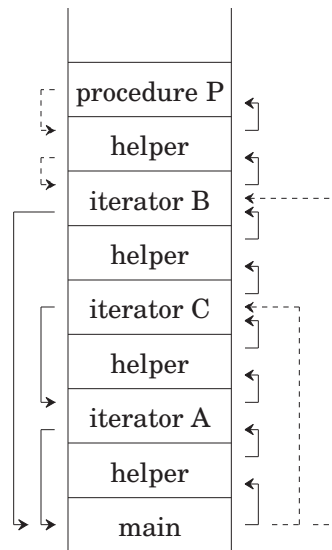 procedure P
helper
iterator B
helper
iterator C
helper
iterator A
helper
main